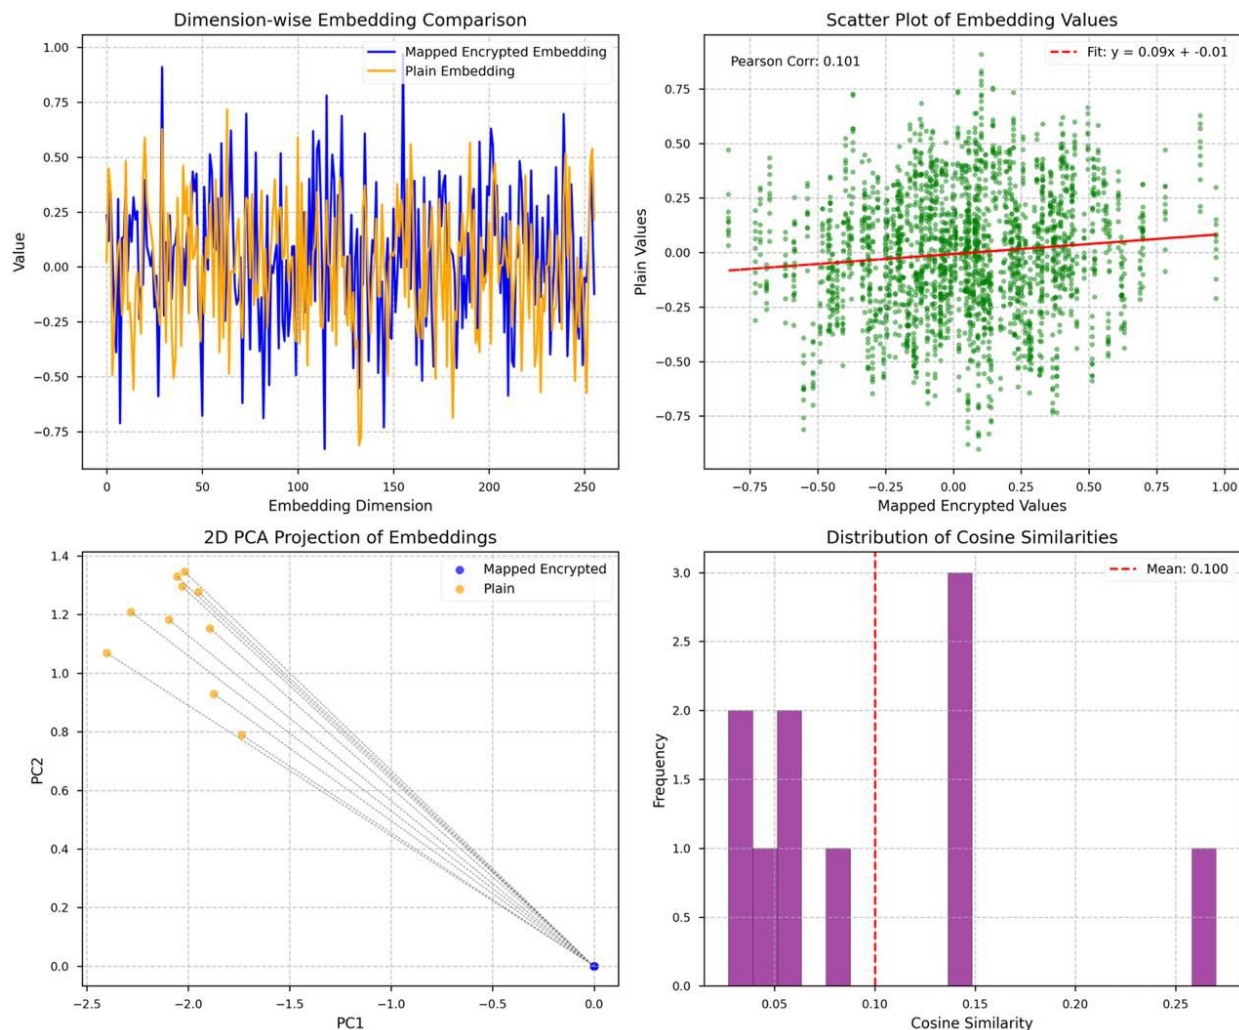 Dimension-wise Embedding Comparison
Mapped Encrypted Embedding
Plain Embedding
1.00
0.75
0.50
0.25
0.00
−0.25
−0.50
−0.75
Value
0 50 100 150 200 250
Embedding Dimension
Scatter Plot of Embedding Values
Pearson Corr: 0.101
Fit: y = 0.09x + -0.01
0.75
0.50
0.25
0.00
−0.25
−0.50
−0.75
Plain Values
−0.75 −0.50 −0.25 0.00 0.25 0.50 0.75 1.00
Mapped Encrypted Values
2D PCA Projection of Embeddings
Mapped Encrypted
Plain
1.4
1.2
1.0
0.8
0.6
0.4
0.2
0.0
PC2
−2.5 −2.0 −1.5 −1.0 −0.5 0.0
PC1
Distribution of Cosine Similarities
Mean: 0.100
3.0
2.5
2.0
1.5
1.0
0.5
0.0
Frequency
0.05 0.10 0.15 0.20 0.25
Cosine Similarity